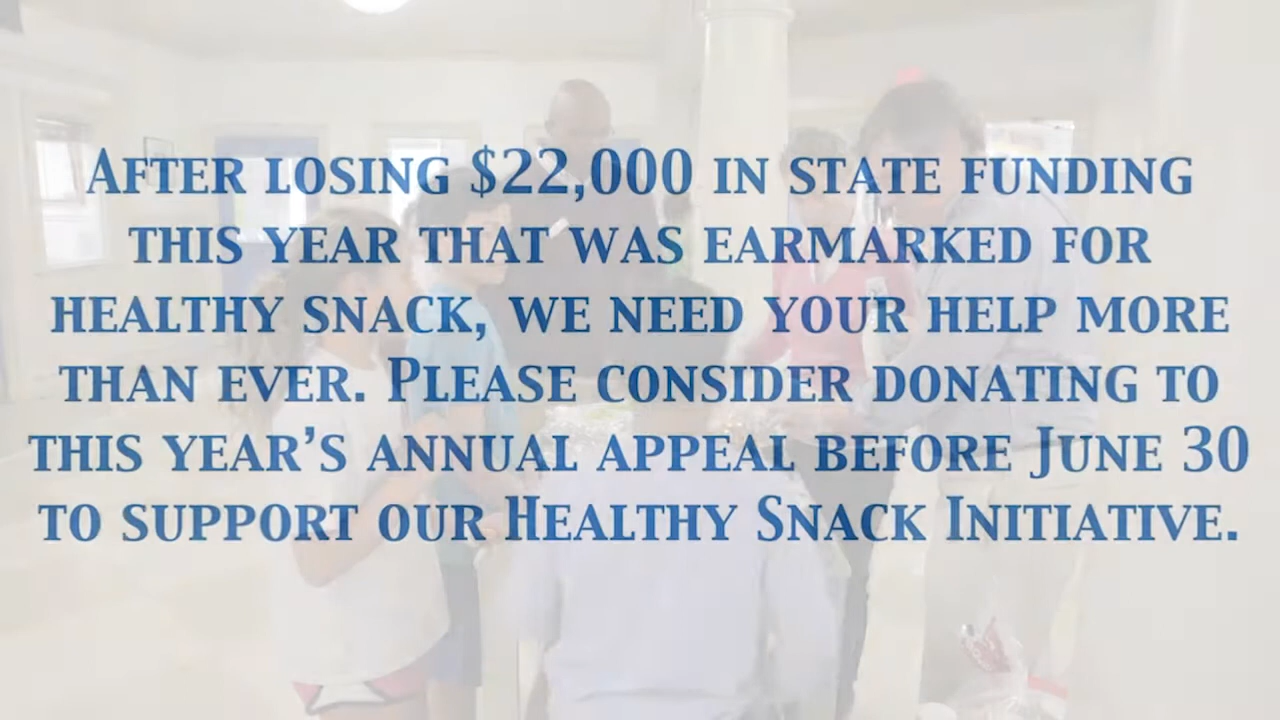 After losing $22,000 in state funding
this year that was earmarked for
healthy snack, we need your help more
than ever. Please consider donating to
this year's annual appeal before June 30
to support our Healthy Snack Initiative.